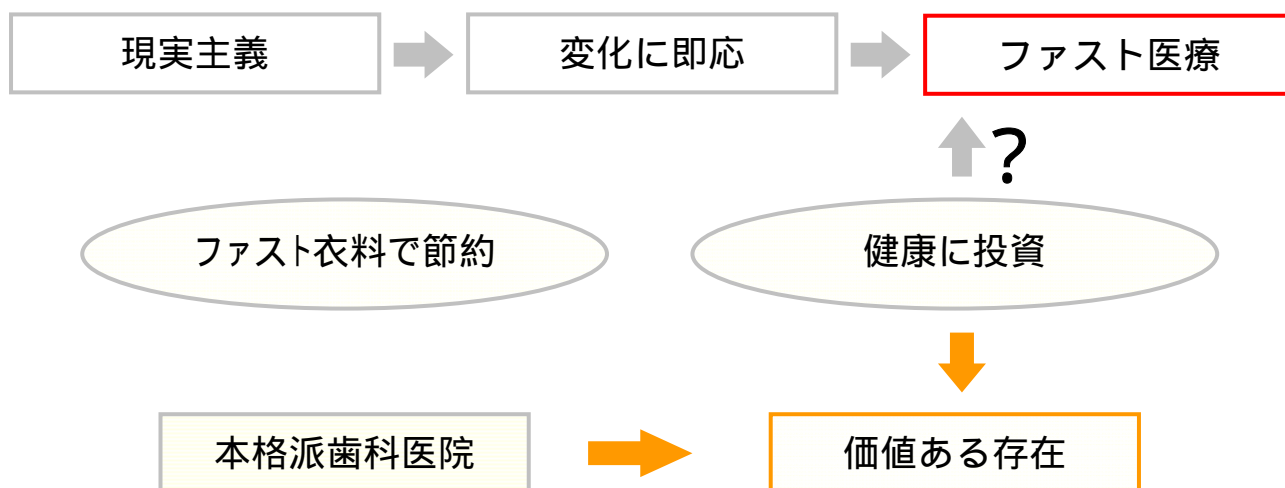 現実主義
変化に即応
ファスト医療
?
ファスト衣料で節約
健康に投資
本格派歯科医院
価値ある存在